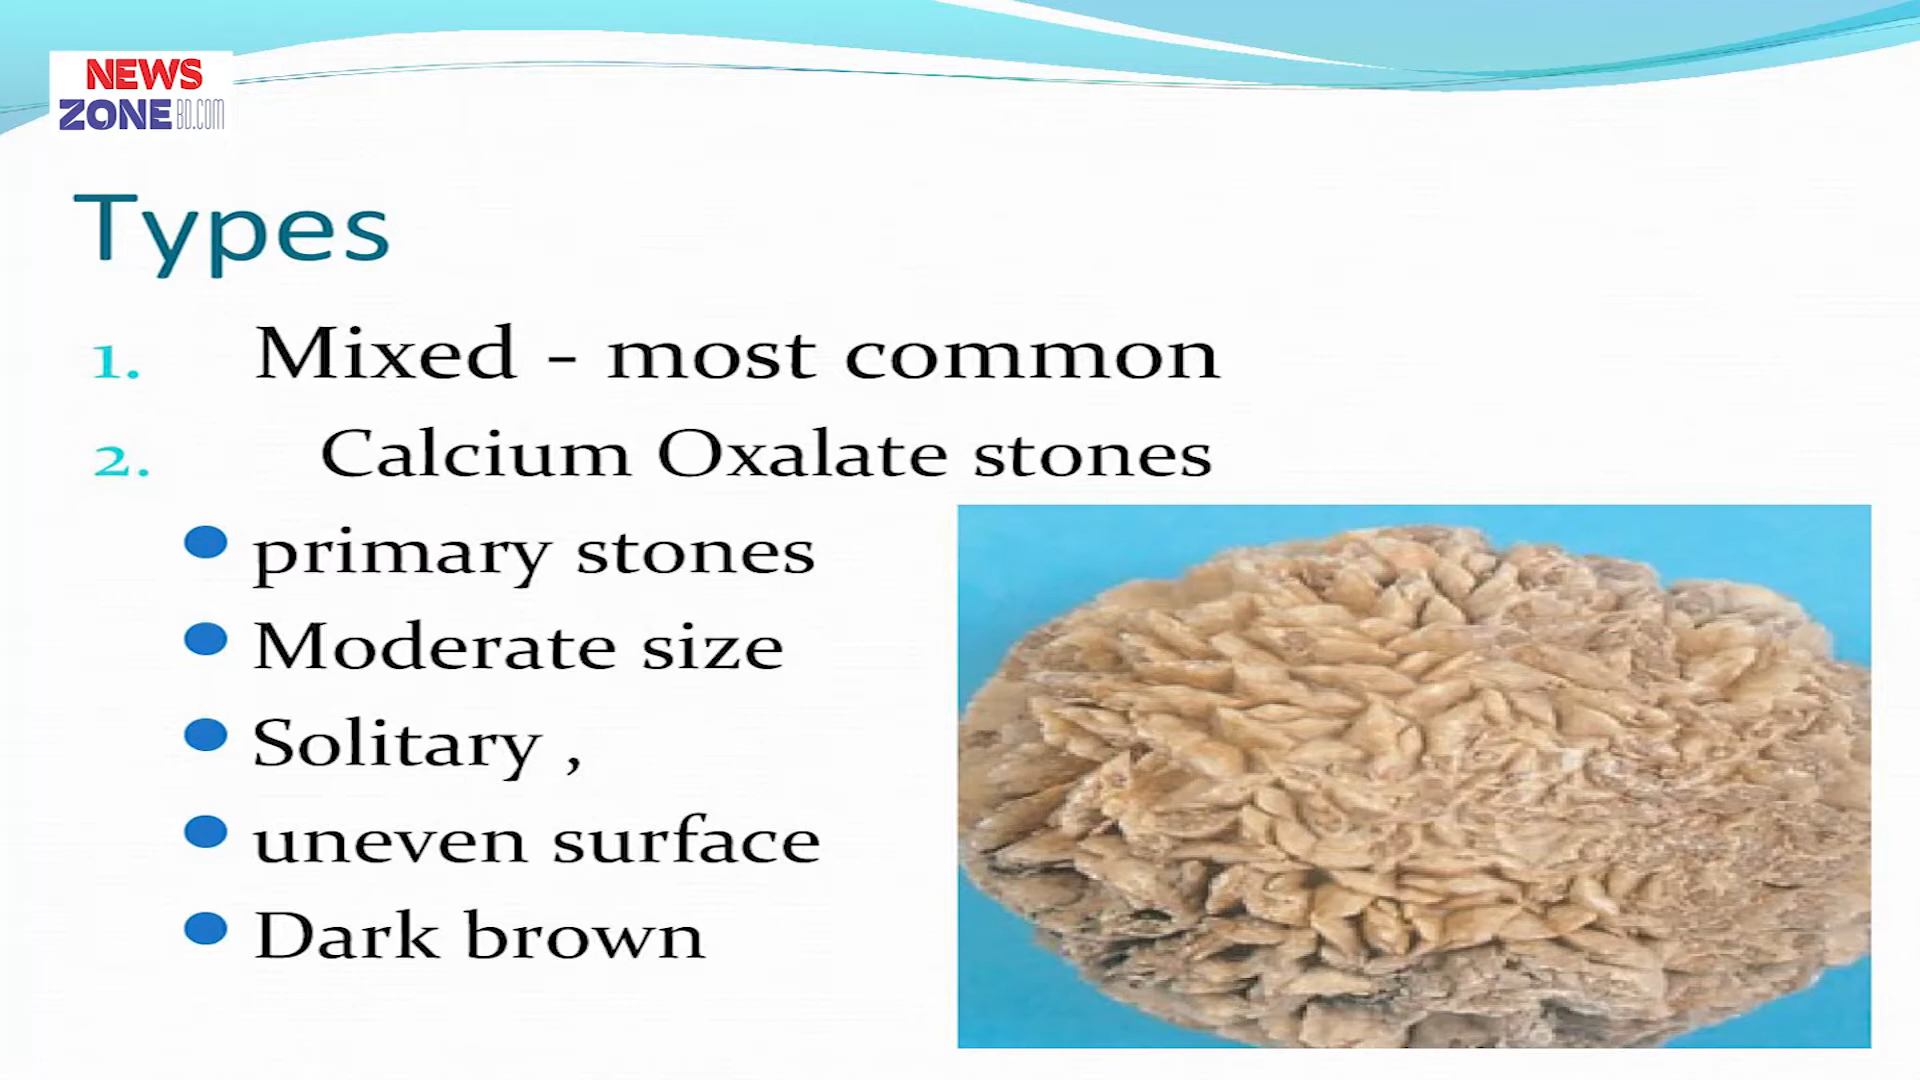 NEWS
ZONE BD.COM
Types
1. Mixed - most common
2. Calcium Oxalate stones
primary stones
Moderate size
Solitary ,
uneven surface
Dark brown